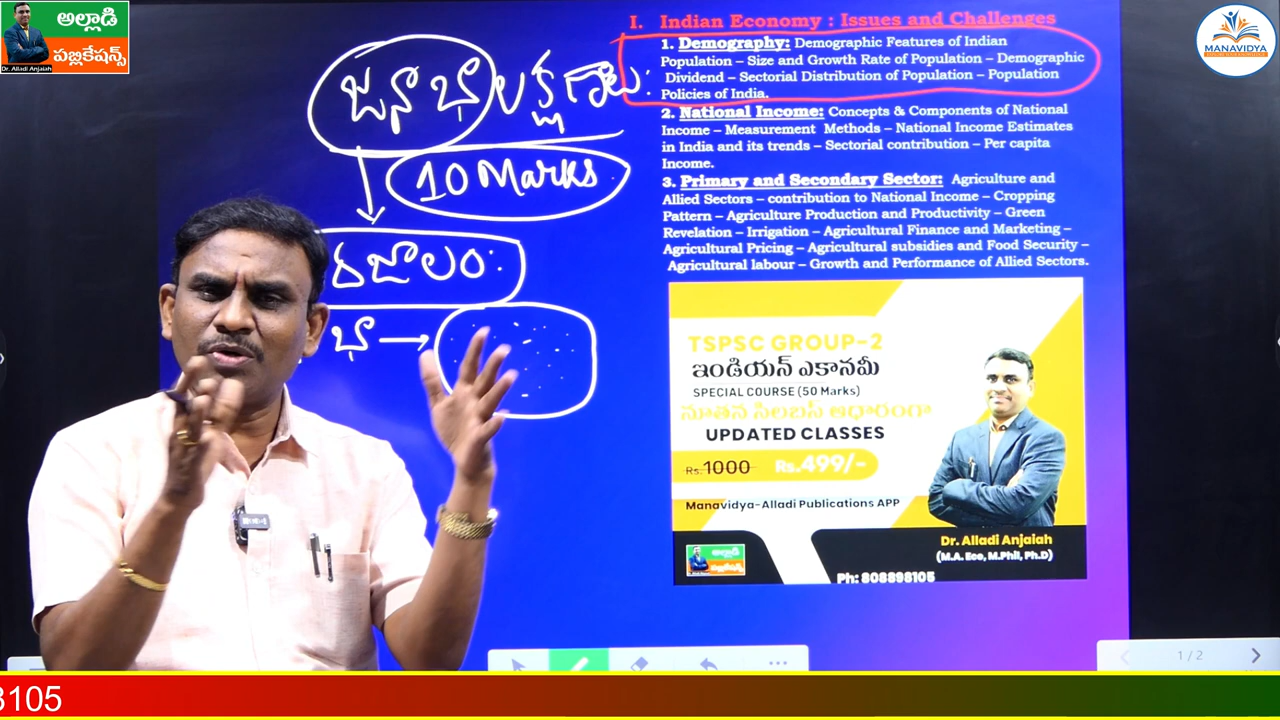 అల్లాడి
పబ్లికేషన్స్
Dr. Alladi Anjaiah
MANAVIDYA
జనాభా లక్షణాలు:
10 Marks
జాలం:
భా →
I. Indian Economy : Issues and Challenges
1. Demography: Demographic Features of Indian
Population – Size and Growth Rate of Population – Demographic
Dividend – Sectorial Distribution of Population – Population
Policies of India.
2. National Income: Concepts & Components of National
Income – Measurement Methods – National Income Estimates
in India and its trends – Sectorial contribution – Per capita
Income.
3. Primary and Secondary Sector: Agriculture and
Allied Sectors – contribution to National Income – Cropping
Pattern – Agriculture Production and Productivity – Green
Revelation – Irrigation – Agricultural Finance and Marketing –
Agricultural Pricing – Agricultural subsidies and Food Security –
Agricultural labour – Growth and Performance of Allied Sectors.
TSPSC GROUP-2
ఇండియన్ ఎకానమీ
SPECIAL COURSE (50 Marks)
నూతన సిలబస్ ఆధారంగా
UPDATED CLASSES
Rs.1000 Rs.499/-
Manavidya-Alladi Publications APP
Dr. Alladi Anjaiah
(M.A. Eco, M.Phil, Ph.D)
అల్లాడి
పబ్లికేషన్స్
Ph: 808898105
1 / 2
8105